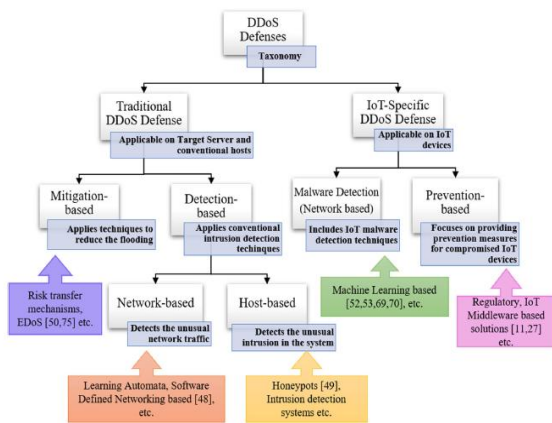 DDoS
Defenses
Taxonomy
Traditional
DDoS Defense
Applicable on Target Server and
conventional hosts
IoT-Specific
DDoS Defense
Applicable on IoT
devices
Mitigation-
based
Applies techniques to
reduce the flooding
Detection-
based
Applies conventional
intrusion detection
techinques
Malware Detection
(Network based)
Includes IoT malware
detection techniques
Prevention-
based
Focuses on providing
prevention measures
for compromised IoT
devices
Risk transfer
mechanisms,
EDoS [50,75] etc.
Network-based
Detects the unusual
network traffic
Host-based
Detects the unusual
intrusion in the system
Machine Learning based
[52,53,69,70], etc.
Regulatory, IoT
Middleware based
solutions [11,27]
etc.
Learning Automata, Software
Defined Networking based [48],
etc.
Honeypots [49],
Intrusion detection
systems etc.